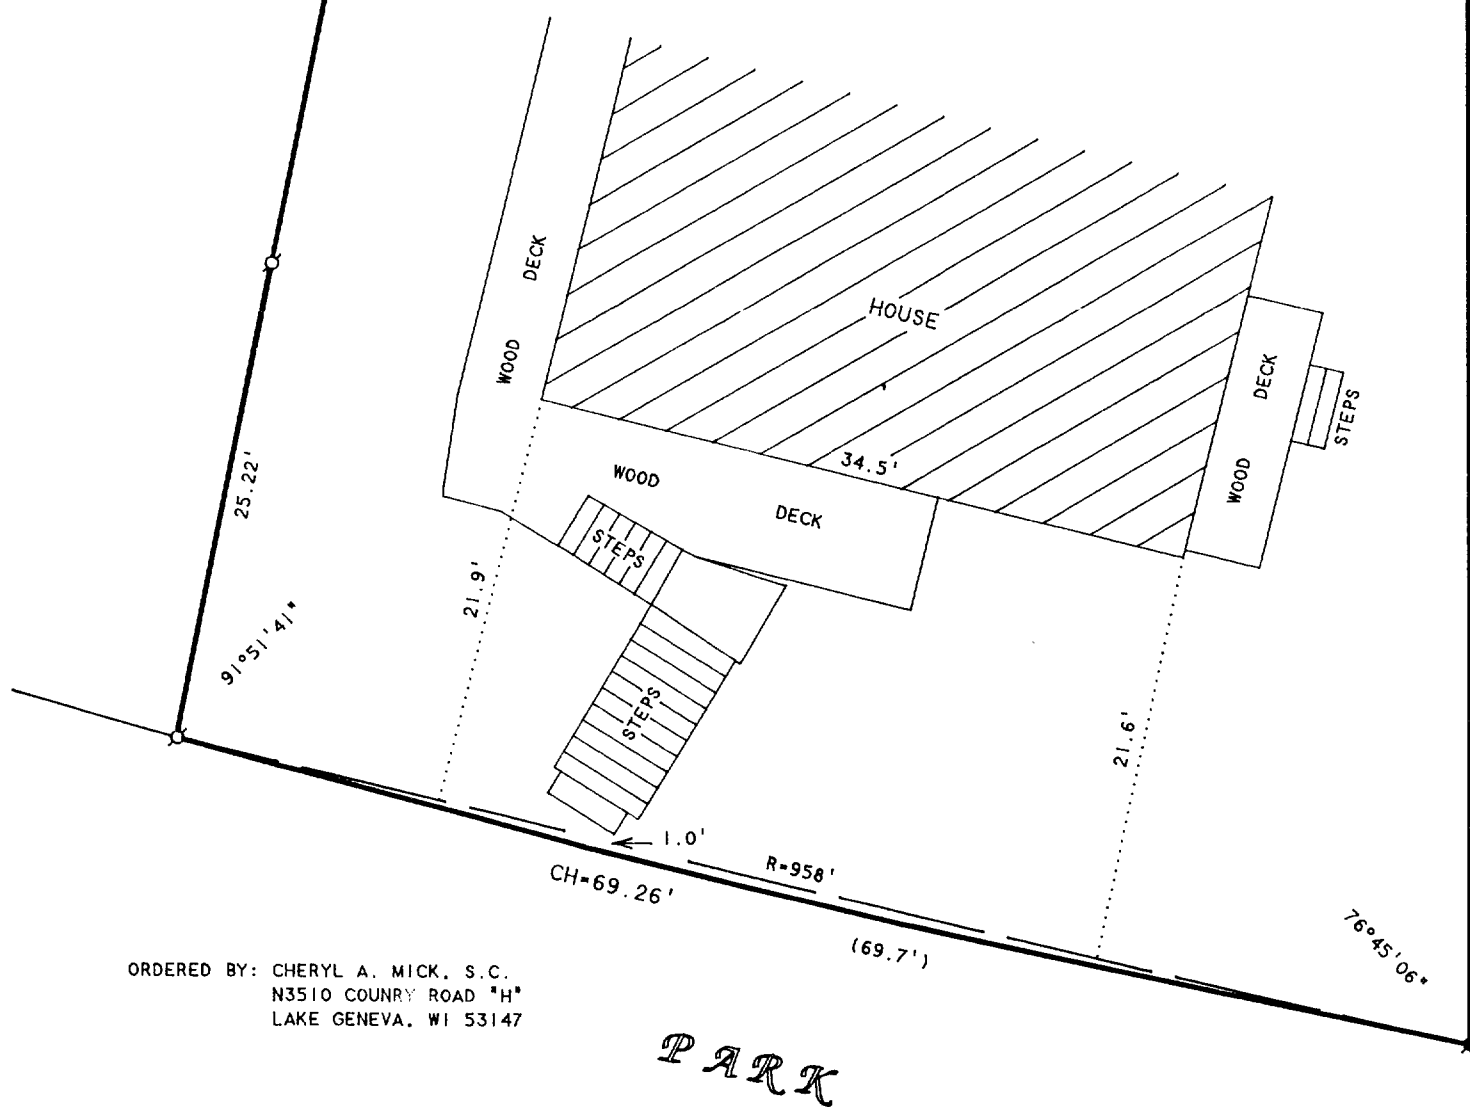 DECK
WOOD
HOUSE
DECK
WOOD
STEPS
34.5'
WOOD
DECK
STEPS
25.22'
21.9'
91°51'41"
STEPS
21.6'
1.0'
R=958'
CH=69.26'
(69.7')
76°45'06"
ORDERED BY: CHERYL A. MICK, S.C.
N3510 COUNRY ROAD "H"
LAKE GENEVA, WI 53147
PARK